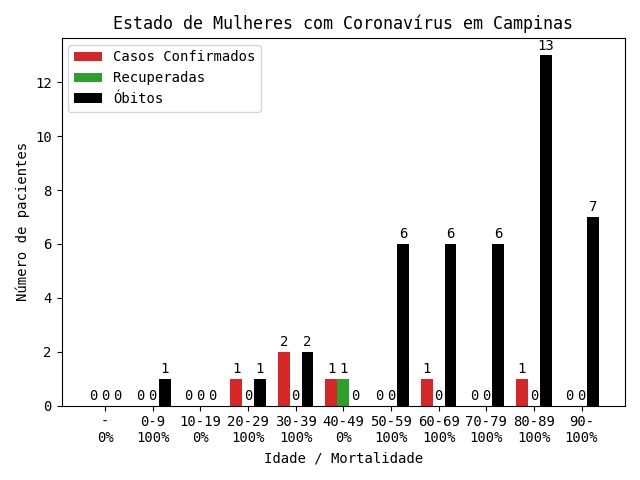 Estado de Mulheres com Coronavírus em Campinas
Casos Confirmados
Recuperadas
Óbitos
Número de pacientes
12
10
8
6
4
2
0
0 0 0
0 0 1
0 0 0
1 0 1
2 0 2
1 1 0
0 0 6
1 0 6
0 0 6
1 0 13
0 0 7
- 0-9 10-19 20-29 30-39 40-49 50-59 60-69 70-79 80-89 90-
0% 100% 0% 100% 100% 0% 100% 100% 100% 100% 100%
Idade / Mortalidade